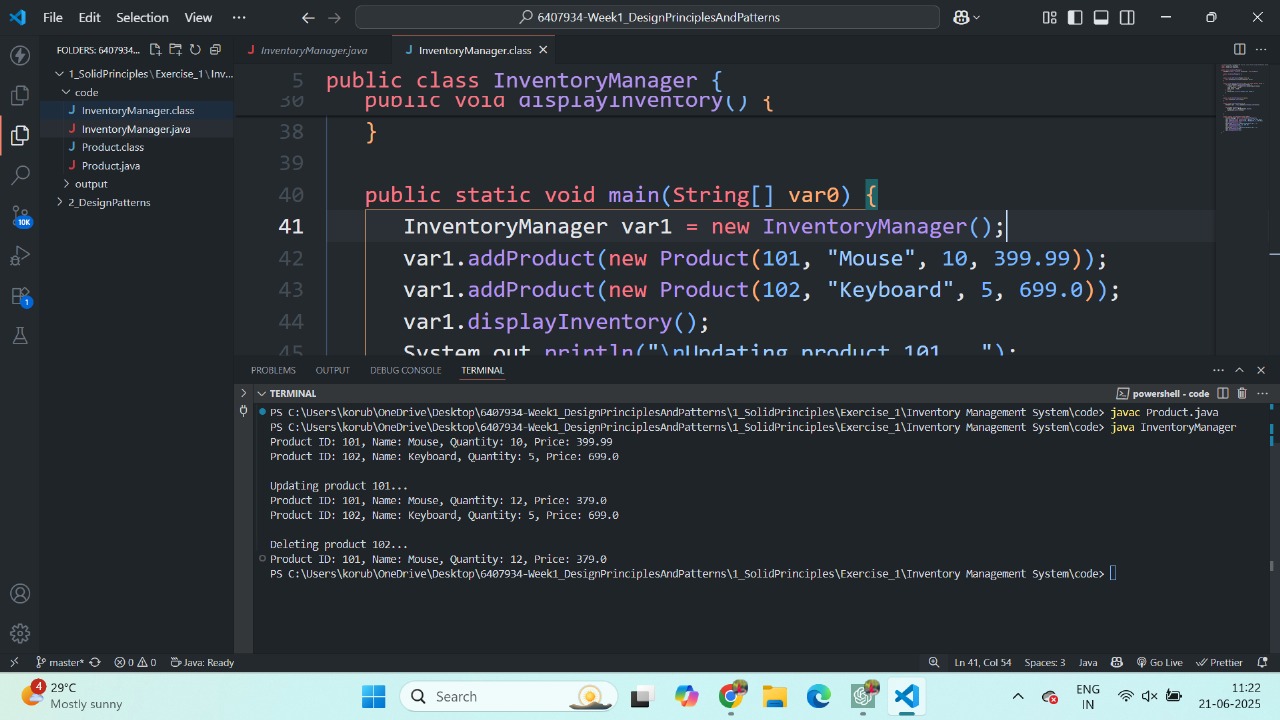 File Edit Selection View ··· 6407934-Week1_DesignPrinciplesAndPatterns
FOLDERS: 6407934... InventoryManager.java InventoryManager.class
1_SolidPrinciples\Exercise_1\Inv...
code
InventoryManager.class
InventoryManager.java
Product.class
Product.java
output
2_DesignPatterns
10K
1
5 public class InventoryManager {
public void displayInventory() {
38 }
39
40 public static void main(String[] var0) {
41 InventoryManager var1 = new InventoryManager();
42 var1.addProduct(new Product(101, "Mouse", 10, 399.99));
43 var1.addProduct(new Product(102, "Keyboard", 5, 699.0));
44 var1.displayInventory();
45 System.out.println("\nUpdating product 101...");
PROBLEMS OUTPUT DEBUG CONSOLE TERMINAL
TERMINAL powershell - code
PS C:\Users\korub\OneDrive\Desktop\6407934-Week1_DesignPrinciplesAndPatterns\1_SolidPrinciples\Exercise_1\Inventory Management System\code> javac Product.java
PS C:\Users\korub\OneDrive\Desktop\6407934-Week1_DesignPrinciplesAndPatterns\1_SolidPrinciples\Exercise_1\Inventory Management System\code> java InventoryManager
Product ID: 101, Name: Mouse, Quantity: 10, Price: 399.99
Product ID: 102, Name: Keyboard, Quantity: 5, Price: 699.0
Updating product 101...
Product ID: 101, Name: Mouse, Quantity: 12, Price: 379.0
Product ID: 102, Name: Keyboard, Quantity: 5, Price: 699.0
Deleting product 102...
Product ID: 101, Name: Mouse, Quantity: 12, Price: 379.0
PS C:\Users\korub\OneDrive\Desktop\6407934-Week1_DesignPrinciplesAndPatterns\1_SolidPrinciples\Exercise_1\Inventory Management System\code>
master* 0 0 Java: Ready Ln 41, Col 54 Spaces: 3 Java Go Live Prettier
4 29°C
Mostly sunny
Search
ENG
IN
11:22
21-06-2025